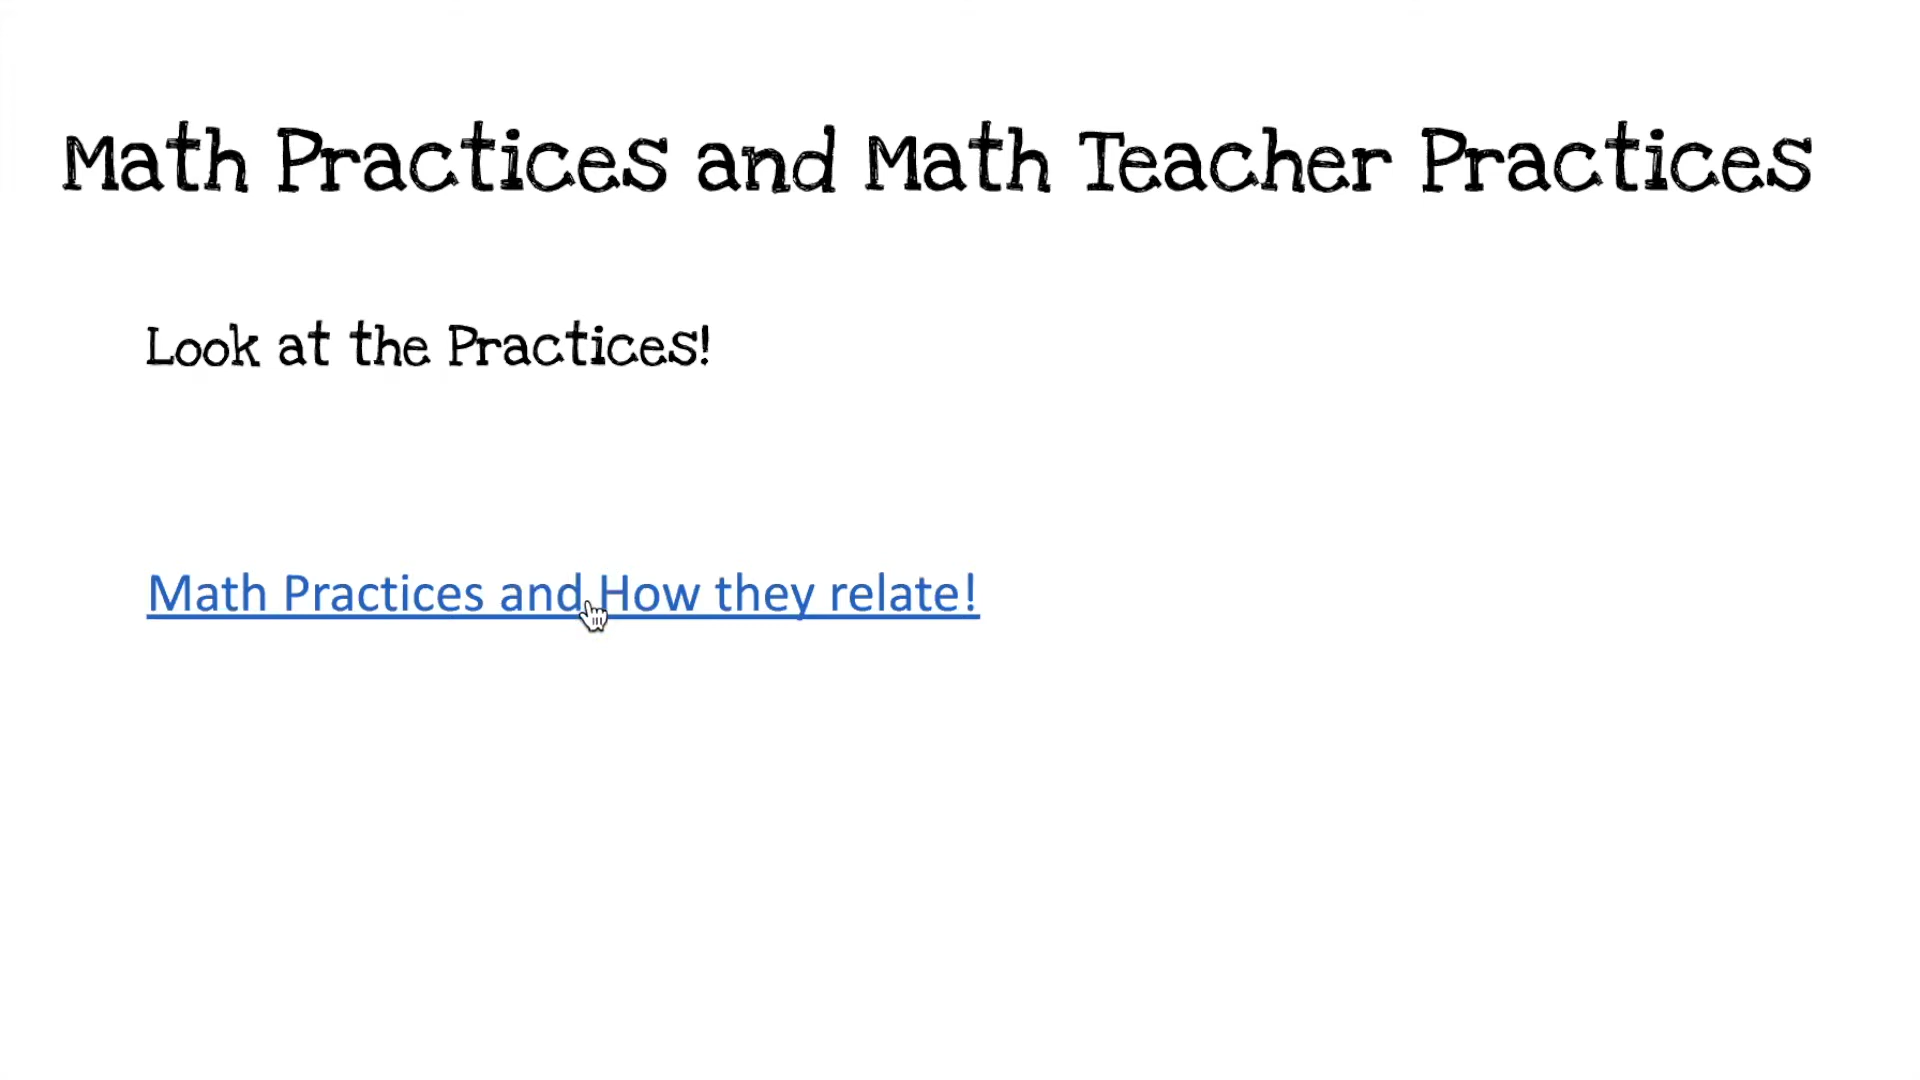 Math Practices and Math Teacher Practices
Look at the Practices!
Math Practices and How they relate!